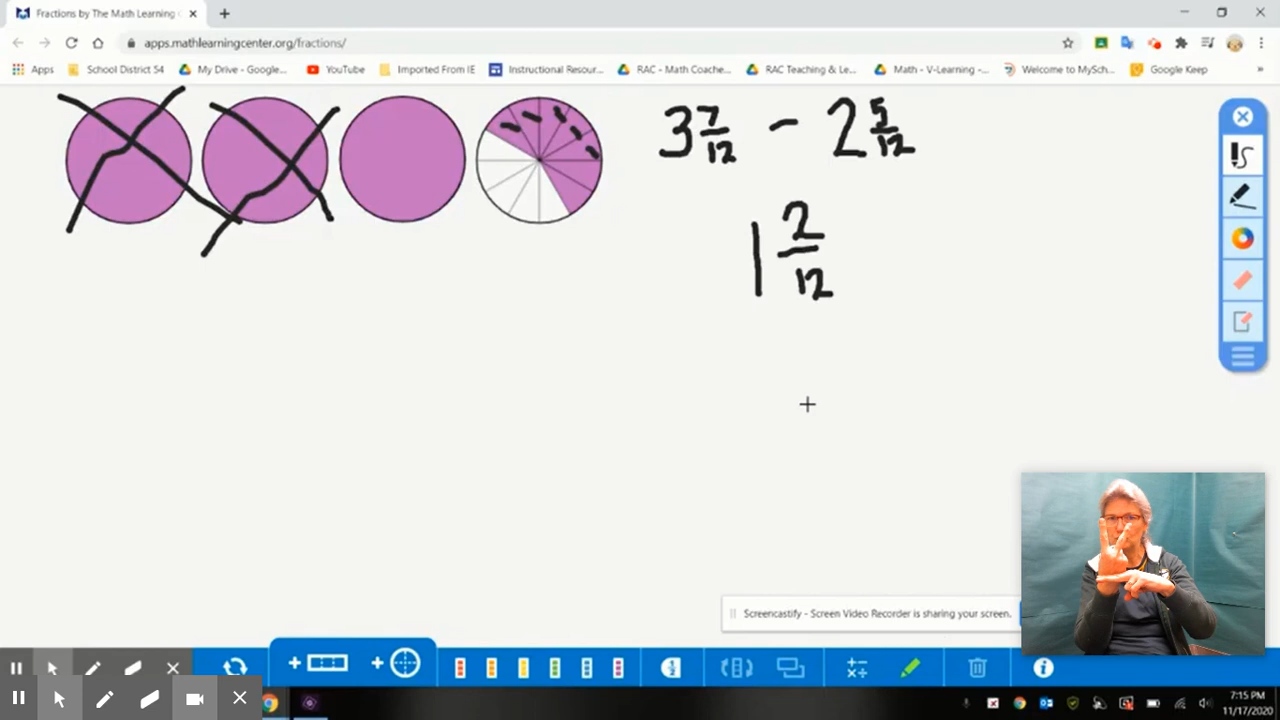 Fractions by The Math Learning C
apps.mathlearningcenter.org/fractions/
Apps School District 54 My Drive - Google... YouTube Imported From IE Instructional Resour... RAC - Math Coache... RAC Teaching & Le... Math - V-Learning -... Welcome to MySch... Google Keep »
3 7/12 - 2 5/12
1 2/12
Screencastify - Screen Video Recorder is sharing your screen.
7:15 PM
11/17/2020